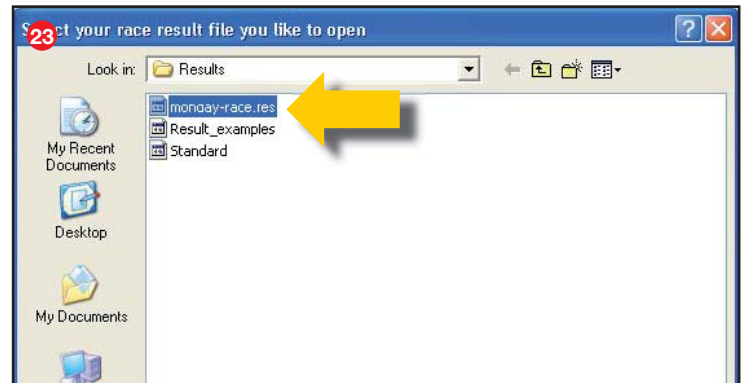 23
S ct your race result file you like to open
Look in: Results
monday-race.res
Result_examples
Standard
My Recent
Documents
Desktop
My Documents